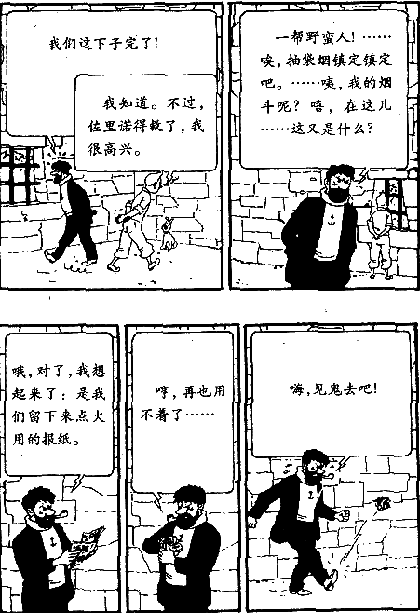 我们这下子完了！
我知道。不过，
佐里诺得救了，我
很高兴。
一帮野蛮人！……
唉，抽袋烟镇定镇定
吧。……咦，我的烟
斗呢？唔，在这儿
……这又是什么？
哦，对了，我想
起来了：是我
们留下来点火
用的报纸。
哼，再也用
不着了……
嗨，见鬼去吧！